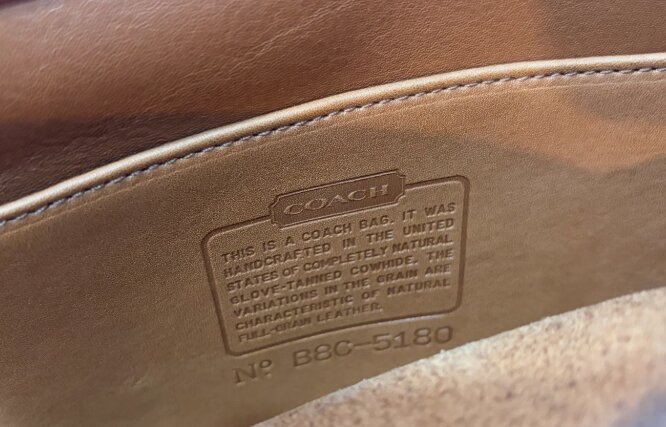 COACH
THIS IS A COACH BAG. IT WAS
HANDCRAFTED IN THE UNITED
STATES OF COMPLETELY NATURAL
GLOVE-TANNED COWHIDE. THE
VARIATIONS IN THE GRAIN ARE
CHARACTERISTIC OF NATURAL
FULL-GRAIN LEATHER.
Nº B8C-5180